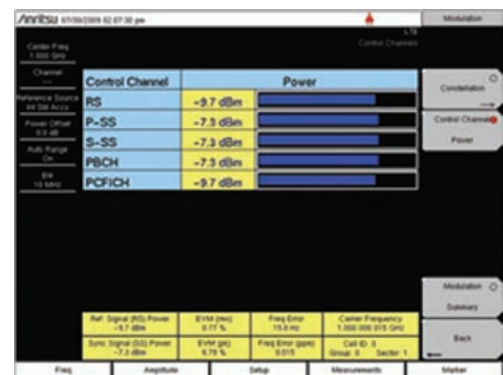 Anritsu 07/30/2009 02:07:30 pm
Modulation
LTE
Control Channels
Center Freq
1.000 GHz
Channel
--
Reference Source
Int Std Accy
Power Offset
0.0 dB
Auto Range
On
BW
10 MHz
Control Channel Power
RS -9.7 dBm
P-SS -7.3 dBm
S-SS -7.3 dBm
PBCH -7.3 dBm
PCFICH -9.7 dBm
Constellation
Control Channel
Power
Modulation
Summary
Back
Ref. Signal (RS) Power
-9.7 dBm
EVM (rms)
0.77 %
Freq Error
15.0 Hz
Carrier Frequency
1.000 000 015 GHz
Sync. Signal (SS) Power
-7.3 dBm
EVM (pk)
Freq Error (ppm)
0.015
Cell ID: 0
Group: 0 Sector: 1
Freq
Amplitude
Setup
Measurements
Marker